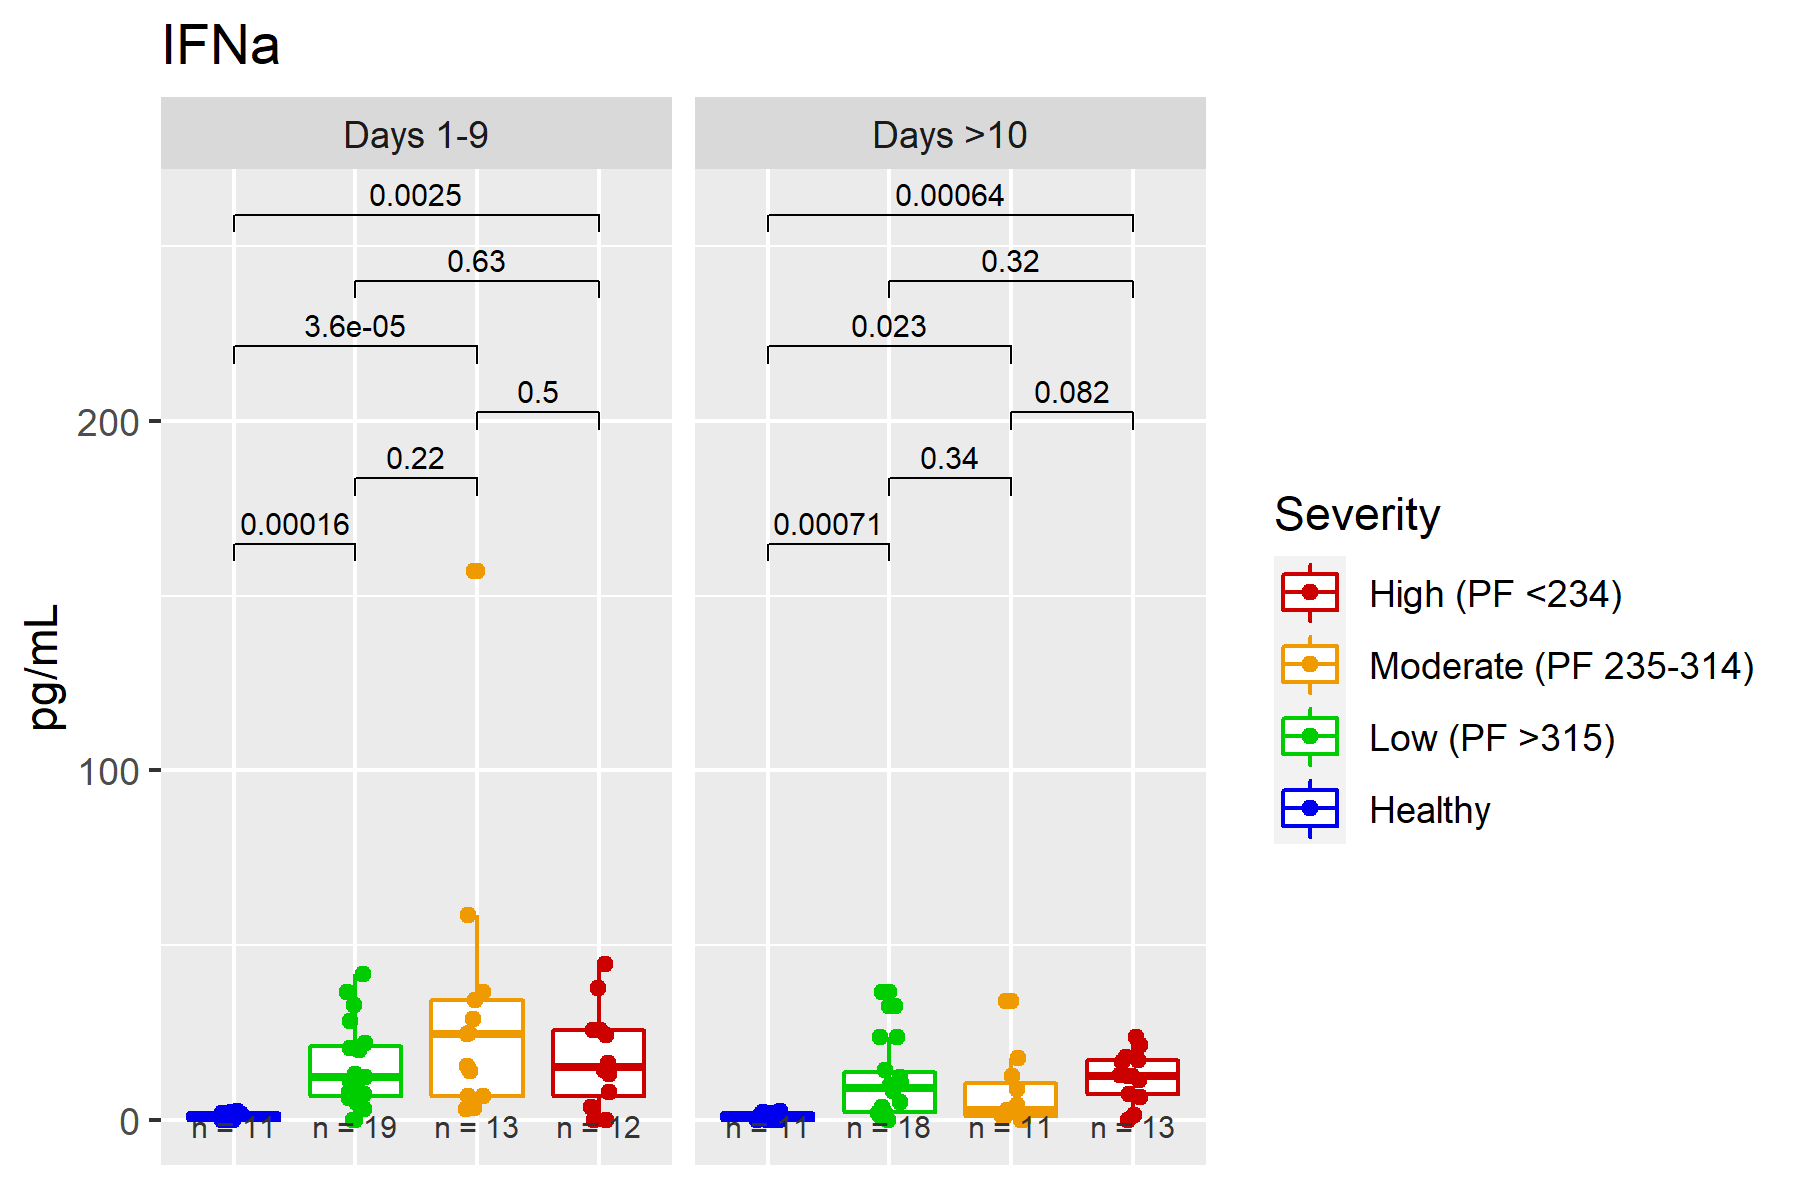 IFNa
Days 1-9
Days >10
0.0025
0.00064
0.63
0.32
3.6e-05
0.023
0.5
0.082
0.22
0.34
0.00016
0.00071
200
100
0
pg/mL
n = 11
n = 19
n = 13
n = 12
n = 11
n = 18
n = 11
n = 13
Severity
High (PF <234)
Moderate (PF 235-314)
Low (PF >315)
Healthy